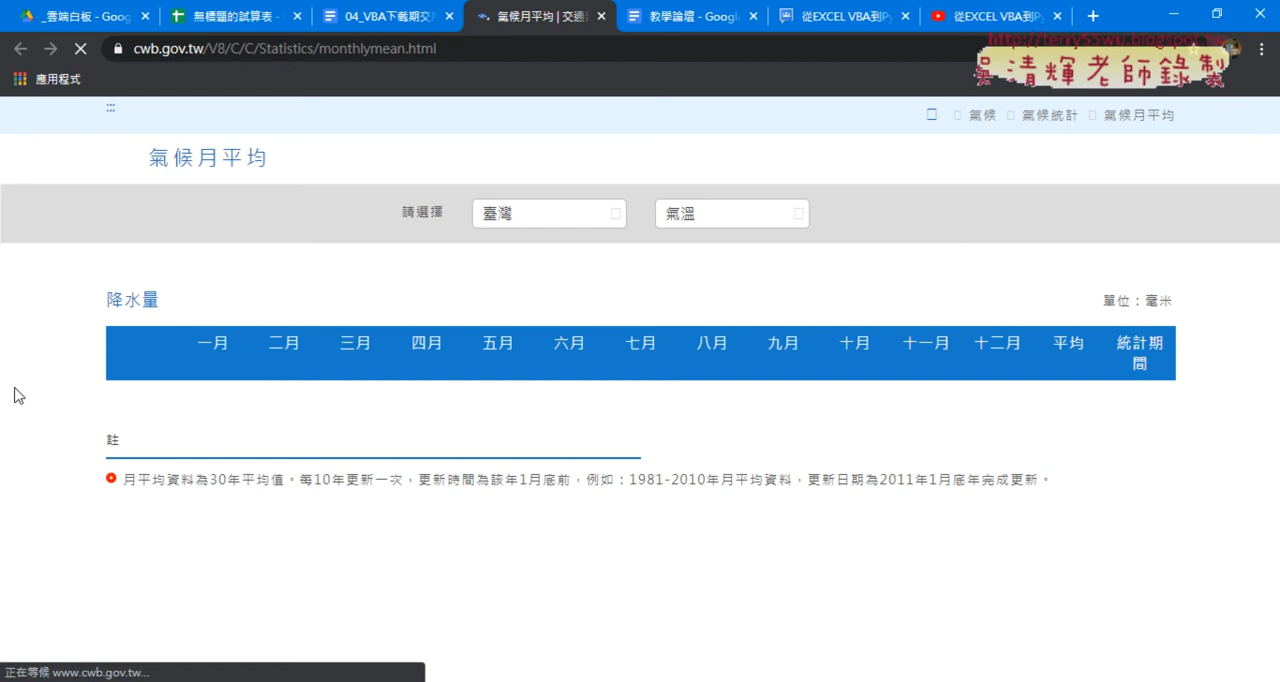 _雲端白板 - Goog
無標題的試算表 -
04_VBA下載期交
氣候月平均 | 交通
教學論壇 - Googl
從EXCEL VBA到Py
從EXCEL VBA到Py
cwb.gov.tw/V8/C/C/Statistics/monthlymean.html
http://terry55wu.blogspot.tw
吳清輝老師錄製
應用程式
:::
氣候 氣候統計 氣候月平均
氣候月平均
請選擇 臺灣 氣溫
降水量 單位：毫米
一月 二月 三月 四月 五月 六月 七月 八月 九月 十月 十一月 十二月 平均 統計期
間
註
月平均資料為30年平均值。每10年更新一次，更新時間為該年1月底前，例如：1981-2010年月平均資料，更新日期為2011年1月底年完成更新。
正在等候 www.cwb.gov.tw...